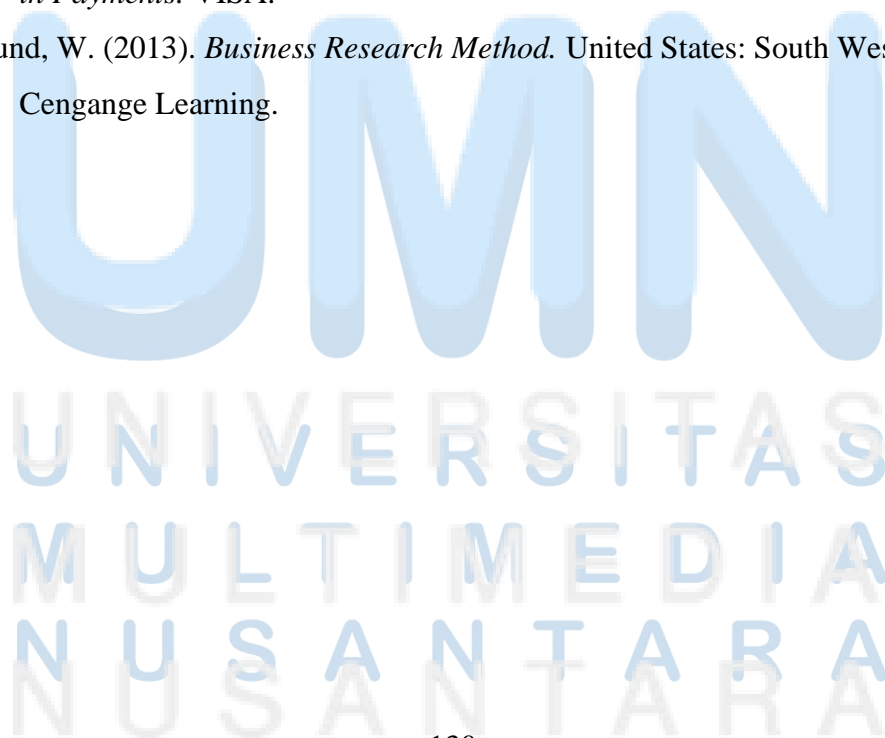 in Payments. VISA.
und, W. (2013). Business Research Method. United States: South Wes
Cengange Learning.
UMN
UNIVERSITAS
MULTIMEDIA
NUSANTARA